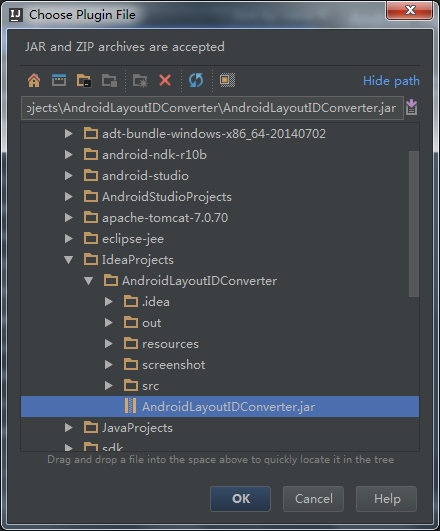 IJ Choose Plugin File
JAR and ZIP archives are accepted
Hide path
ojects\AndroidLayoutIDConverter\AndroidLayoutIDConverter.jar
adt-bundle-windows-x86_64-20140702
android-ndk-r10b
android-studio
AndroidStudioProjects
apache-tomcat-7.0.70
eclipse-jee
IdeaProjects
AndroidLayoutIDConverter
.idea
out
resources
screenshot
src
AndroidLayoutIDConverter.jar
JavaProjects
sdk
Drag and drop a file into the space above to quickly locate it in the tree
OK Cancel Help